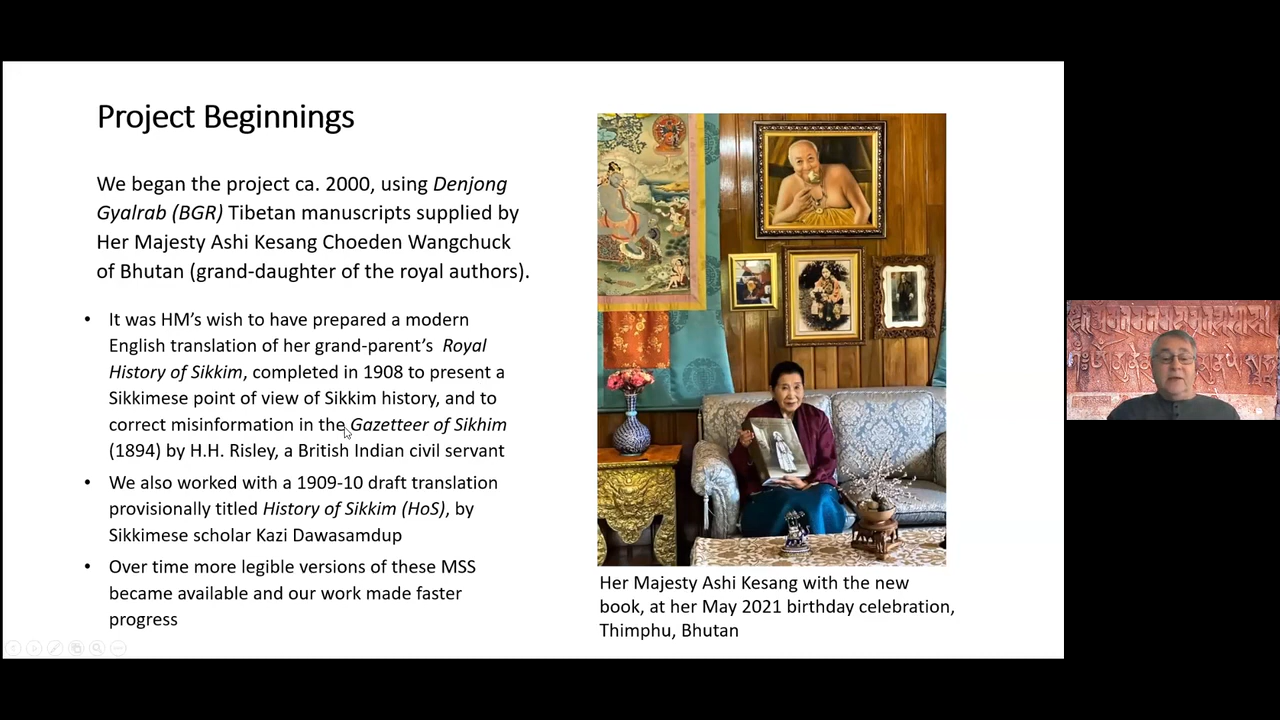 Project Beginnings
We began the project ca. 2000, using Denjong
Gyalrab (BGR) Tibetan manuscripts supplied by
Her Majesty Ashi Kesang Choeden Wangchuck
of Bhutan (grand-daughter of the royal authors).
• It was HM’s wish to have prepared a modern
English translation of her grand-parent’s Royal
History of Sikkim, completed in 1908 to present a
Sikkimese point of view of Sikkim history, and to
correct misinformation in the Gazetteer of Sikhim
(1894) by H.H. Risley, a British Indian civil servant
• We also worked with a 1909-10 draft translation
provisionally titled History of Sikkim (HoS), by
Sikkimese scholar Kazi Dawasamdup
• Over time more legible versions of these MSS
became available and our work made faster
progress
Her Majesty Ashi Kesang with the new
book, at her May 2021 birthday celebration,
Thimphu, Bhutan